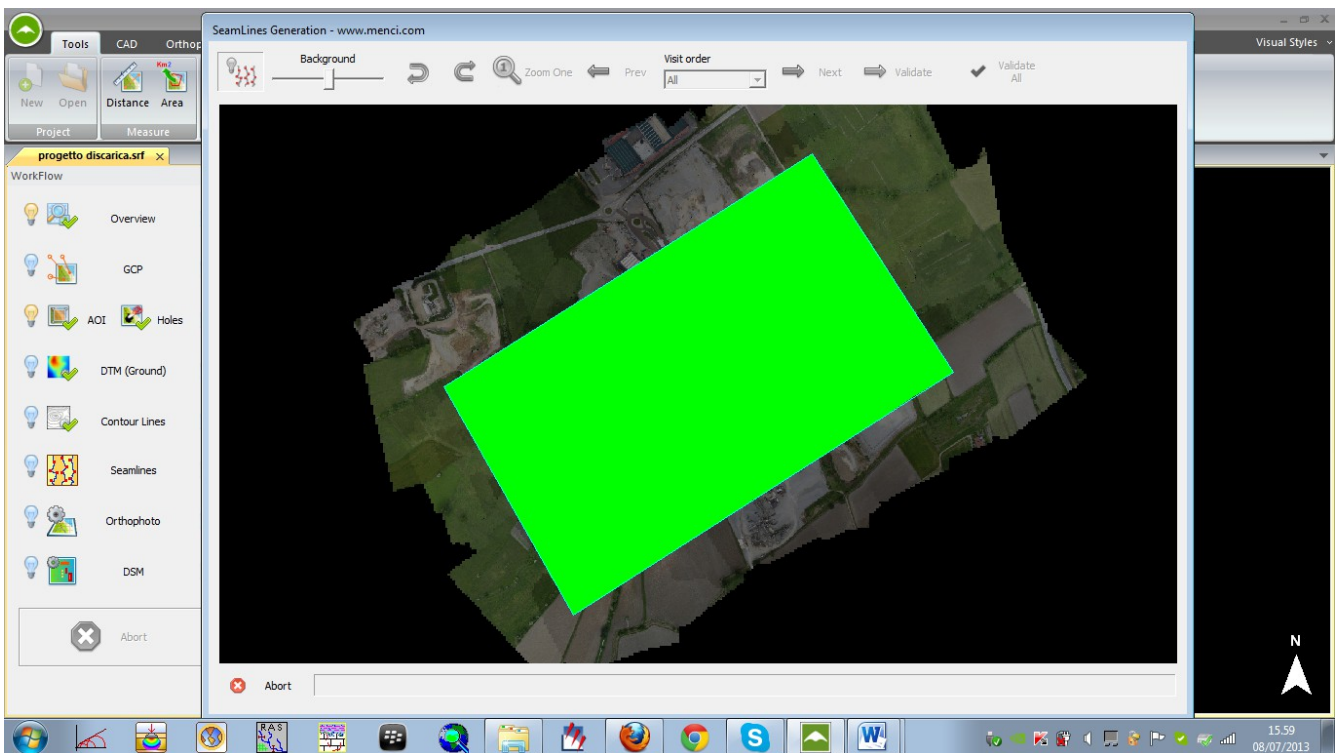 SeamLines Generation - www.menci.com
Tools CAD Orthop
Visual Styles
New Open Distance Area
Km2
Project Measure
Background
Zoom One Prev
Visit order
All
Next Validate
Validate All
progetto discarica.srf
WorkFlow
Overview
GCP
AOI Holes
DTM (Ground)
Contour Lines
Seamlines
Orthophoto
DSM
Abort
Abort
N
RAS
W
S
15.59
08/07/2013